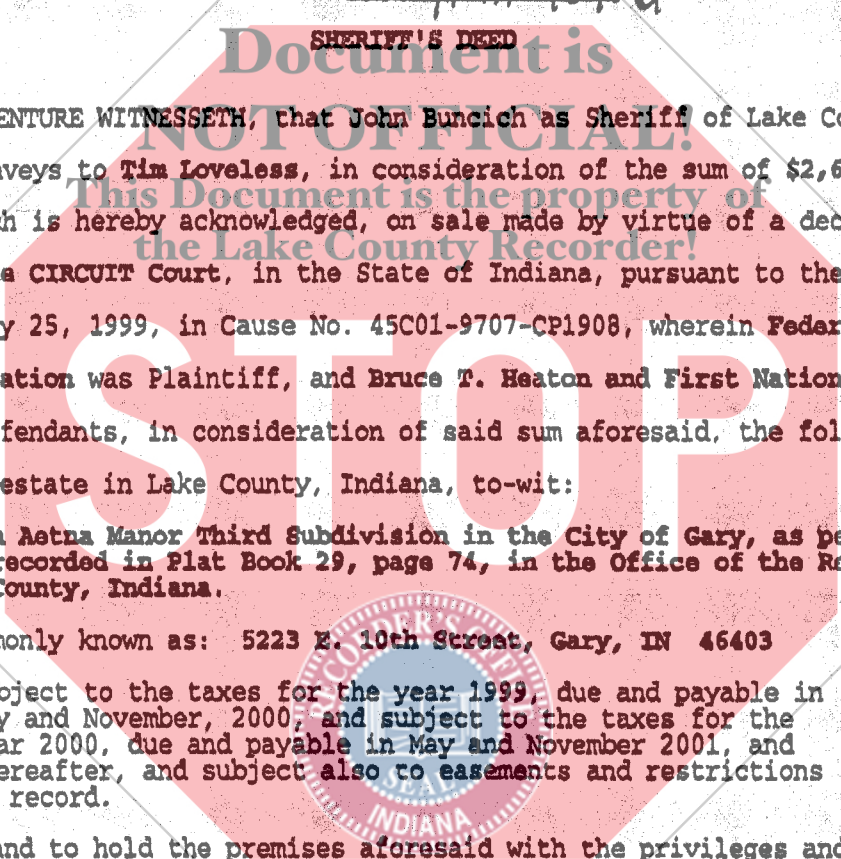 SHERIFF'S DEED
Document is
NOT OFFICIAL!
This Document is the property of
the Lake County Recorder!
ENTURE WITNESSETH, that John Buncich as Sheriff of Lake Co
veys to Tim Loveless, in consideration of the sum of $2,6
h is hereby acknowledged, on sale made by virtue of a dec
e CIRCUIT Court, in the State of Indiana, pursuant to the
y 25, 1999, in Cause No. 45C01-9707-CP1908, wherein Feder
ation was Plaintiff, and Bruce T. Heaton and First Nation
fendants, in consideration of said sum aforesaid, the fol
estate in Lake County, Indiana, to-wit:
n Aetna Manor Third Subdivision in the City of Gary, as pe
recorded in Plat Book 29, page 74, in the Office of the Re
ounty, Indiana.
monly known as: 5223 E. 10th Street, Gary, IN 46403
bject to the taxes for the year 1999, due and payable in
y and November, 2000, and subject to the taxes for the
ar 2000, due and payable in May and November 2001, and
ereafter, and subject also to easements and restrictions
record.
and to hold the premises aforesaid with the privileges and
STOP
RECORDER'S OFFICE
SEAL
INDIANA